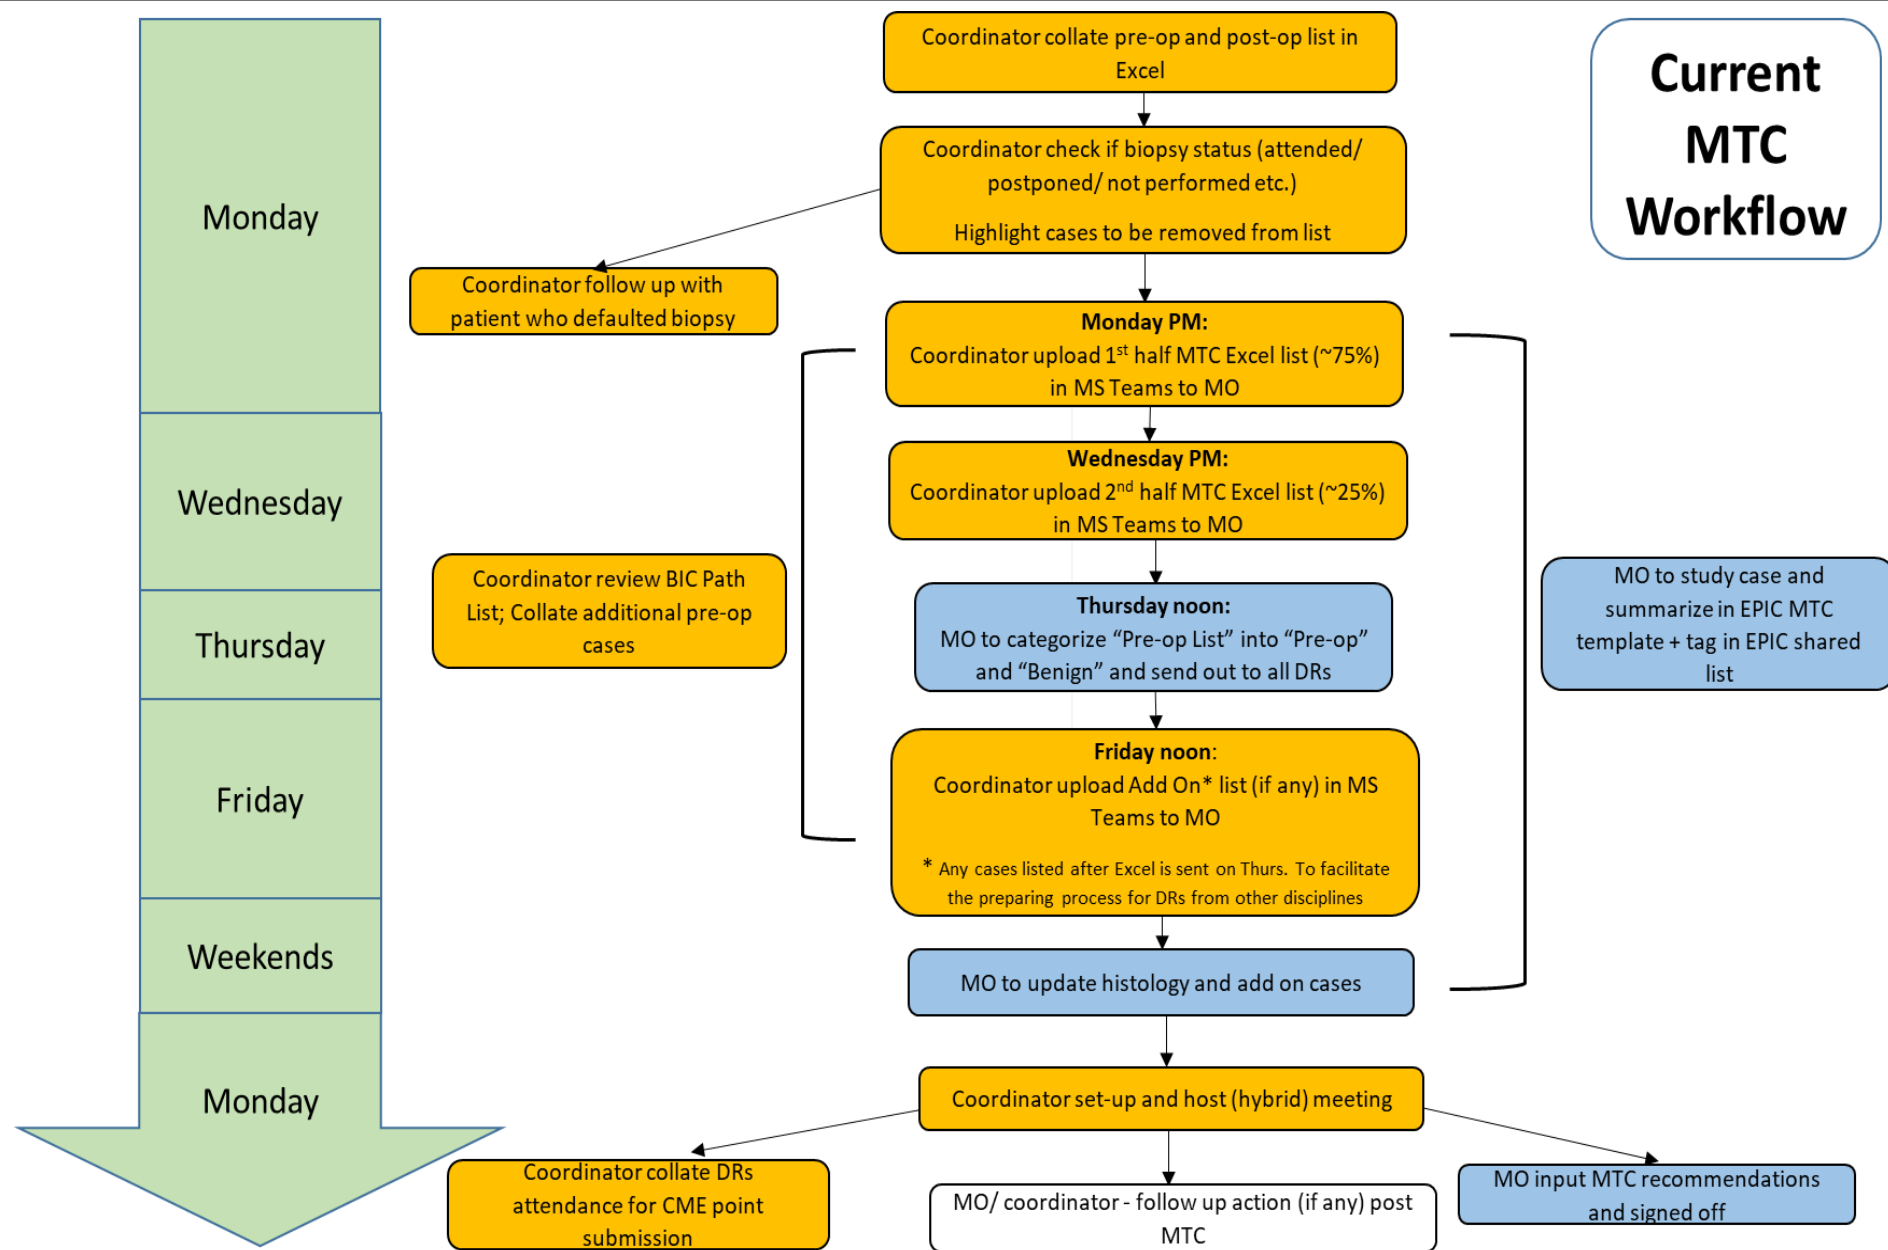 Current
MTC
Workflow
Monday
Wednesday
Thursday
Friday
Weekends
Monday
Coordinator collate pre-op and post-op list in
Excel
Coordinator check if biopsy status (attended/
postponed/ not performed etc.)
Highlight cases to be removed from list
Coordinator follow up with
patient who defaulted biopsy
Monday PM:
Coordinator upload 1st half MTC Excel list (~75%)
in MS Teams to MO
Wednesday PM:
Coordinator upload 2nd half MTC Excel list (~25%)
in MS Teams to MO
Coordinator review BIC Path
List; Collate additional pre-op
cases
Thursday noon:
MO to categorize “Pre-op List” into “Pre-op”
and “Benign” and send out to all DRs
MO to study case and
summarize in EPIC MTC
template + tag in EPIC shared
list
Friday noon:
Coordinator upload Add On* list (if any) in MS
Teams to MO
* Any cases listed after Excel is sent on Thurs. To facilitate
the preparing process for DRs from other disciplines
MO to update histology and add on cases
Coordinator set-up and host (hybrid) meeting
Coordinator collate DRs
attendance for CME point
submission
MO/ coordinator - follow up action (if any) post
MTC
MO input MTC recommendations
and signed off